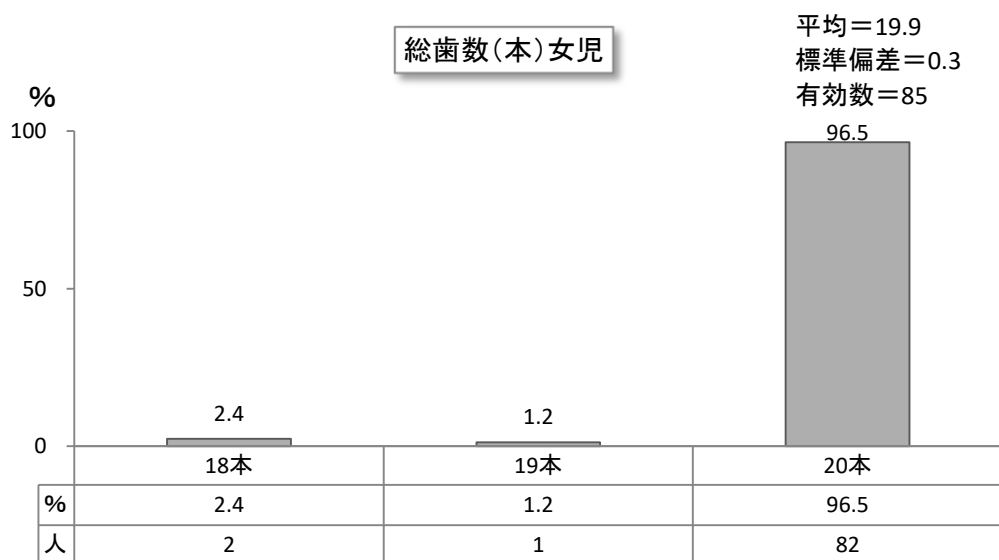 総歯数(本)女児
平均=19.9
標準偏差=0.3
有効数=85
%
100
50
0
2.4
1.2
96.5
18本 19本 20本
% 2.4 1.2 96.5
人 2 1 82